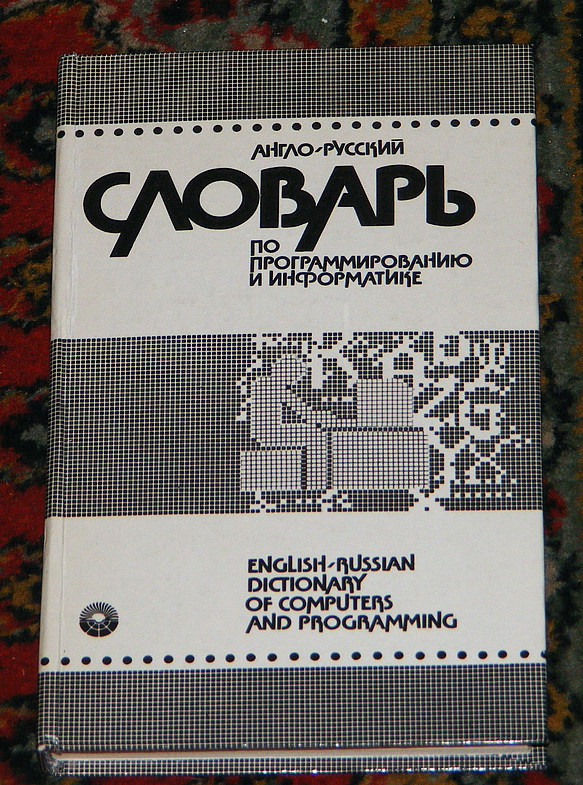 АНГЛО-РУССКИЙ
СЛОВАРЬ
ПО
ПРОГРАММИРОВАНИЮ
И ИНФОРМАТИКЕ
ENGLISH-RUSSIAN
DICTIONARY
OF COMPUTERS
AND PROGRAMMING